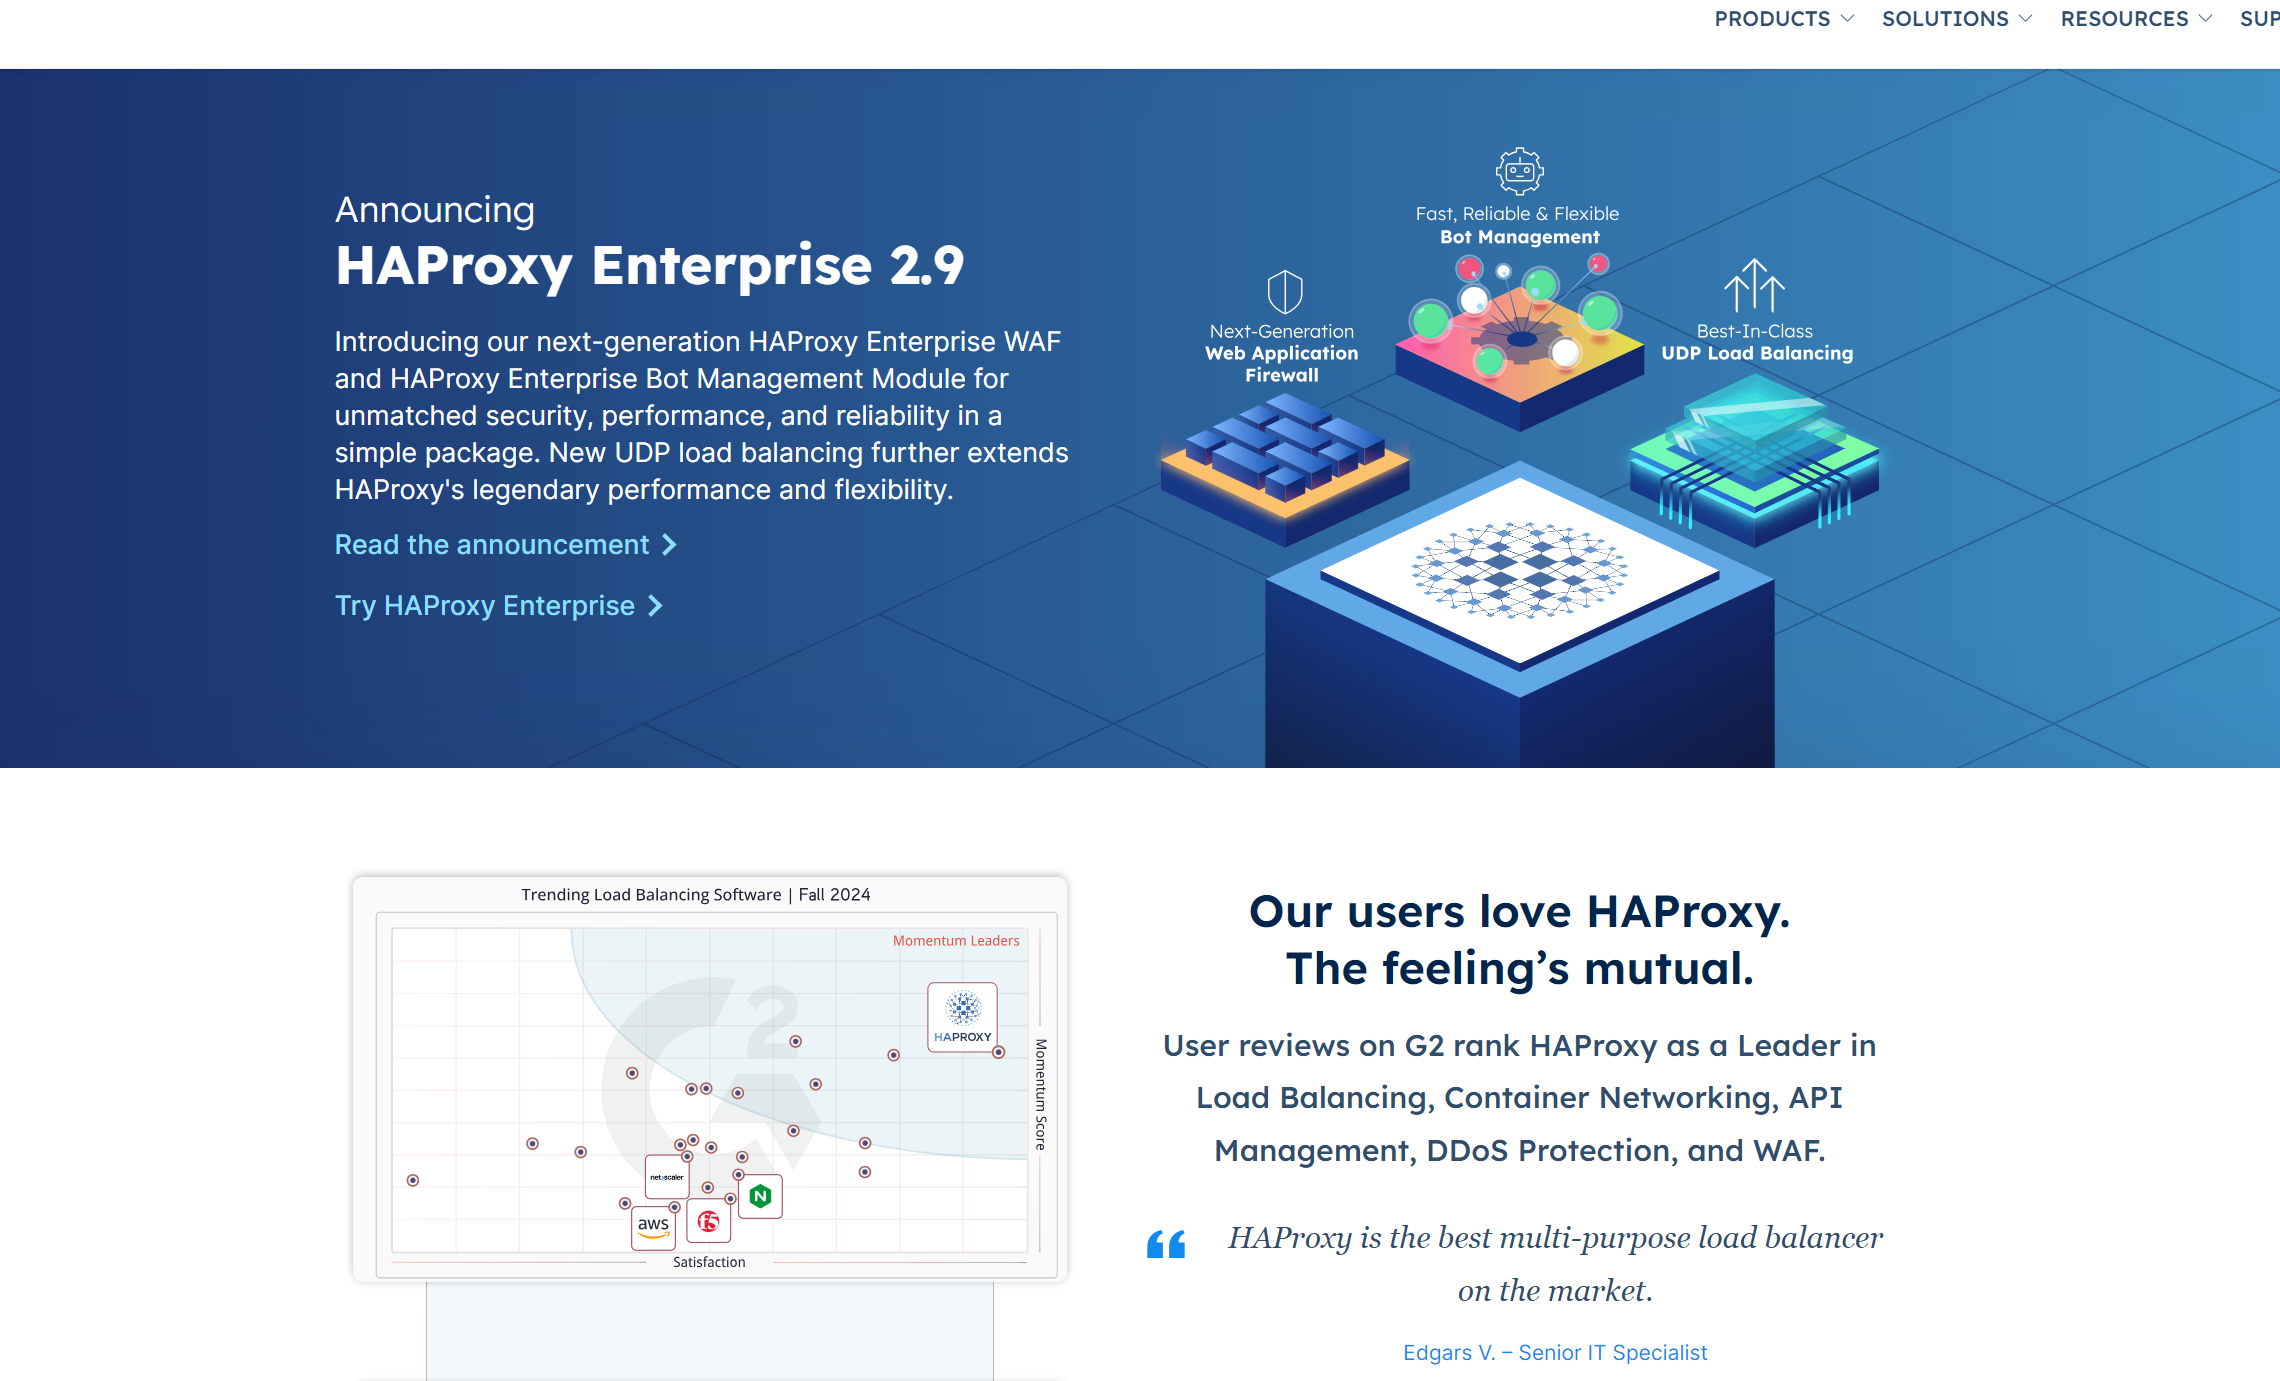 PRODUCTS
SOLUTIONS
RESOURCES
SUP
Announcing
HAProxy Enterprise 2.9
Introducing our next-generation HAProxy Enterprise WAF
and HAProxy Enterprise Bot Management Module for
unmatched security, performance, and reliability in a
simple package. New UDP load balancing further extends
HAProxy's legendary performance and flexibility.
Read the announcement
Try HAProxy Enterprise
Fast, Reliable & Flexible
Bot Management
Next-Generation
Web Application
Firewall
Best-In-Class
UDP Load Balancing
Trending Load Balancing Software | Fall 2024
Momentum Leaders
HAPROXY
Momentum Score
net>scaler
N
aws
f5
Satisfaction
G2
Our users love HAProxy.
The feeling’s mutual.
User reviews on G2 rank HAProxy as a Leader in
Load Balancing, Container Networking, API
Management, DDoS Protection, and WAF.
“ HAProxy is the best multi-purpose load balancer
on the market.
Edgars V. – Senior IT Specialist